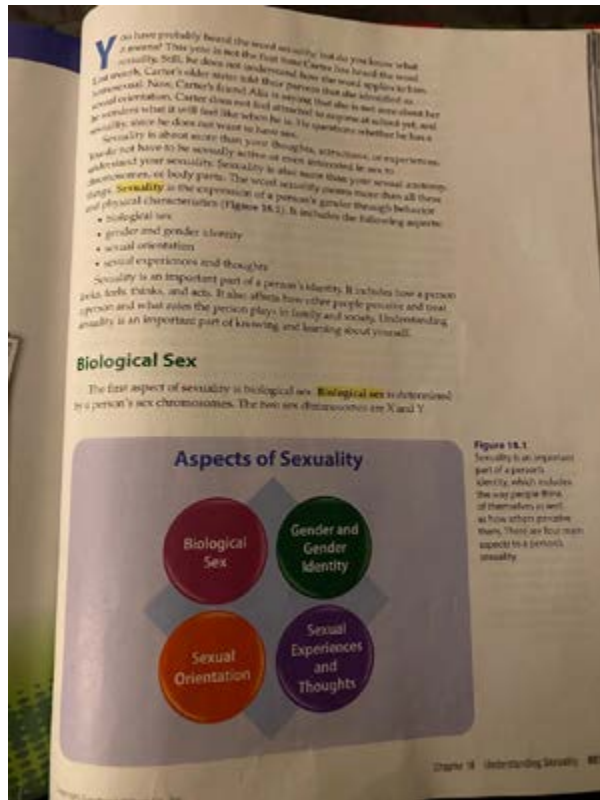 You have probably heard the word sexuality, but do you know what
it means? This year is not the first time Carter has heard the word
sexuality. Still, he does not understand how the word applies to him.
Last month, Carter's older sister told their parents that she identified as
homosexual. Now, Carter's friend Alia is saying that she is not sure about her
sexual orientation. Carter does not feel attracted to anyone at school yet, and
he wonders what it will feel like when he is. He questions whether he has a
sexuality, since he does not want to have sex.
Sexuality is about more than your thoughts, attractions, or experiences.
You do not have to be sexually active or even interested in sex to
understand your sexuality. Sexuality is also more than your sexual anatomy,
chromosomes, or body parts. The word sexuality means more than all these
things. Sexuality is the expression of a person's gender through behavior
and physical characteristics (Figure 18.1). It includes the following aspects:
• biological sex
• gender and gender identity
• sexual orientation
• sexual experiences and thoughts
Sexuality is an important part of a person's identity. It includes how a person
looks, feels, thinks, and acts. It also affects how other people perceive and treat
a person and what roles the person plays in family and society. Understanding
sexuality is an important part of knowing and learning about yourself.
Biological Sex
The first aspect of sexuality is biological sex. Biological sex is determined
by a person's sex chromosomes. The two sex chromosomes are X and Y
Aspects of Sexuality
Biological
Sex
Gender and
Gender
Identity
Sexual
Orientation
Sexual
Experiences
and
Thoughts
Figure 18.1
Sexuality is an important
part of a person's
identity, which includes
the way people think
of themselves as well
as how others perceive
them. There are four main
aspects to a person's
sexuality.
Chapter 18 Understanding Sexuality